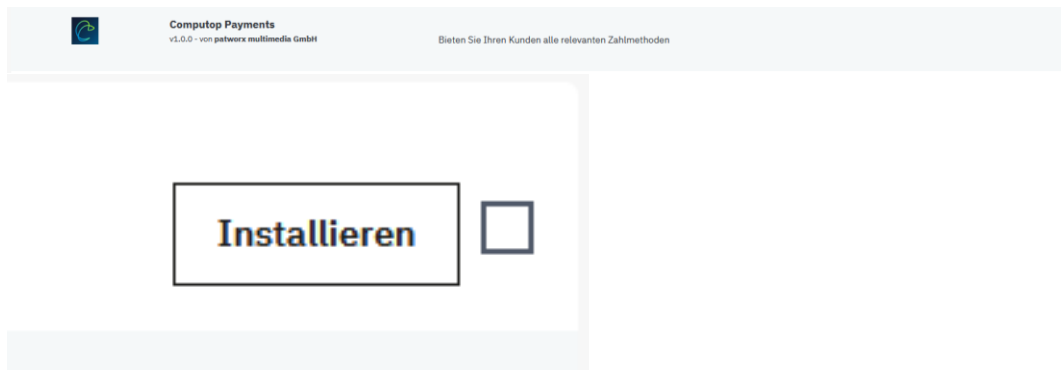 Computop Payments
v1.0.0 - von patworx multimedia GmbH
Bieten Sie Ihren Kunden alle relevanten Zahlmethoden
Installieren